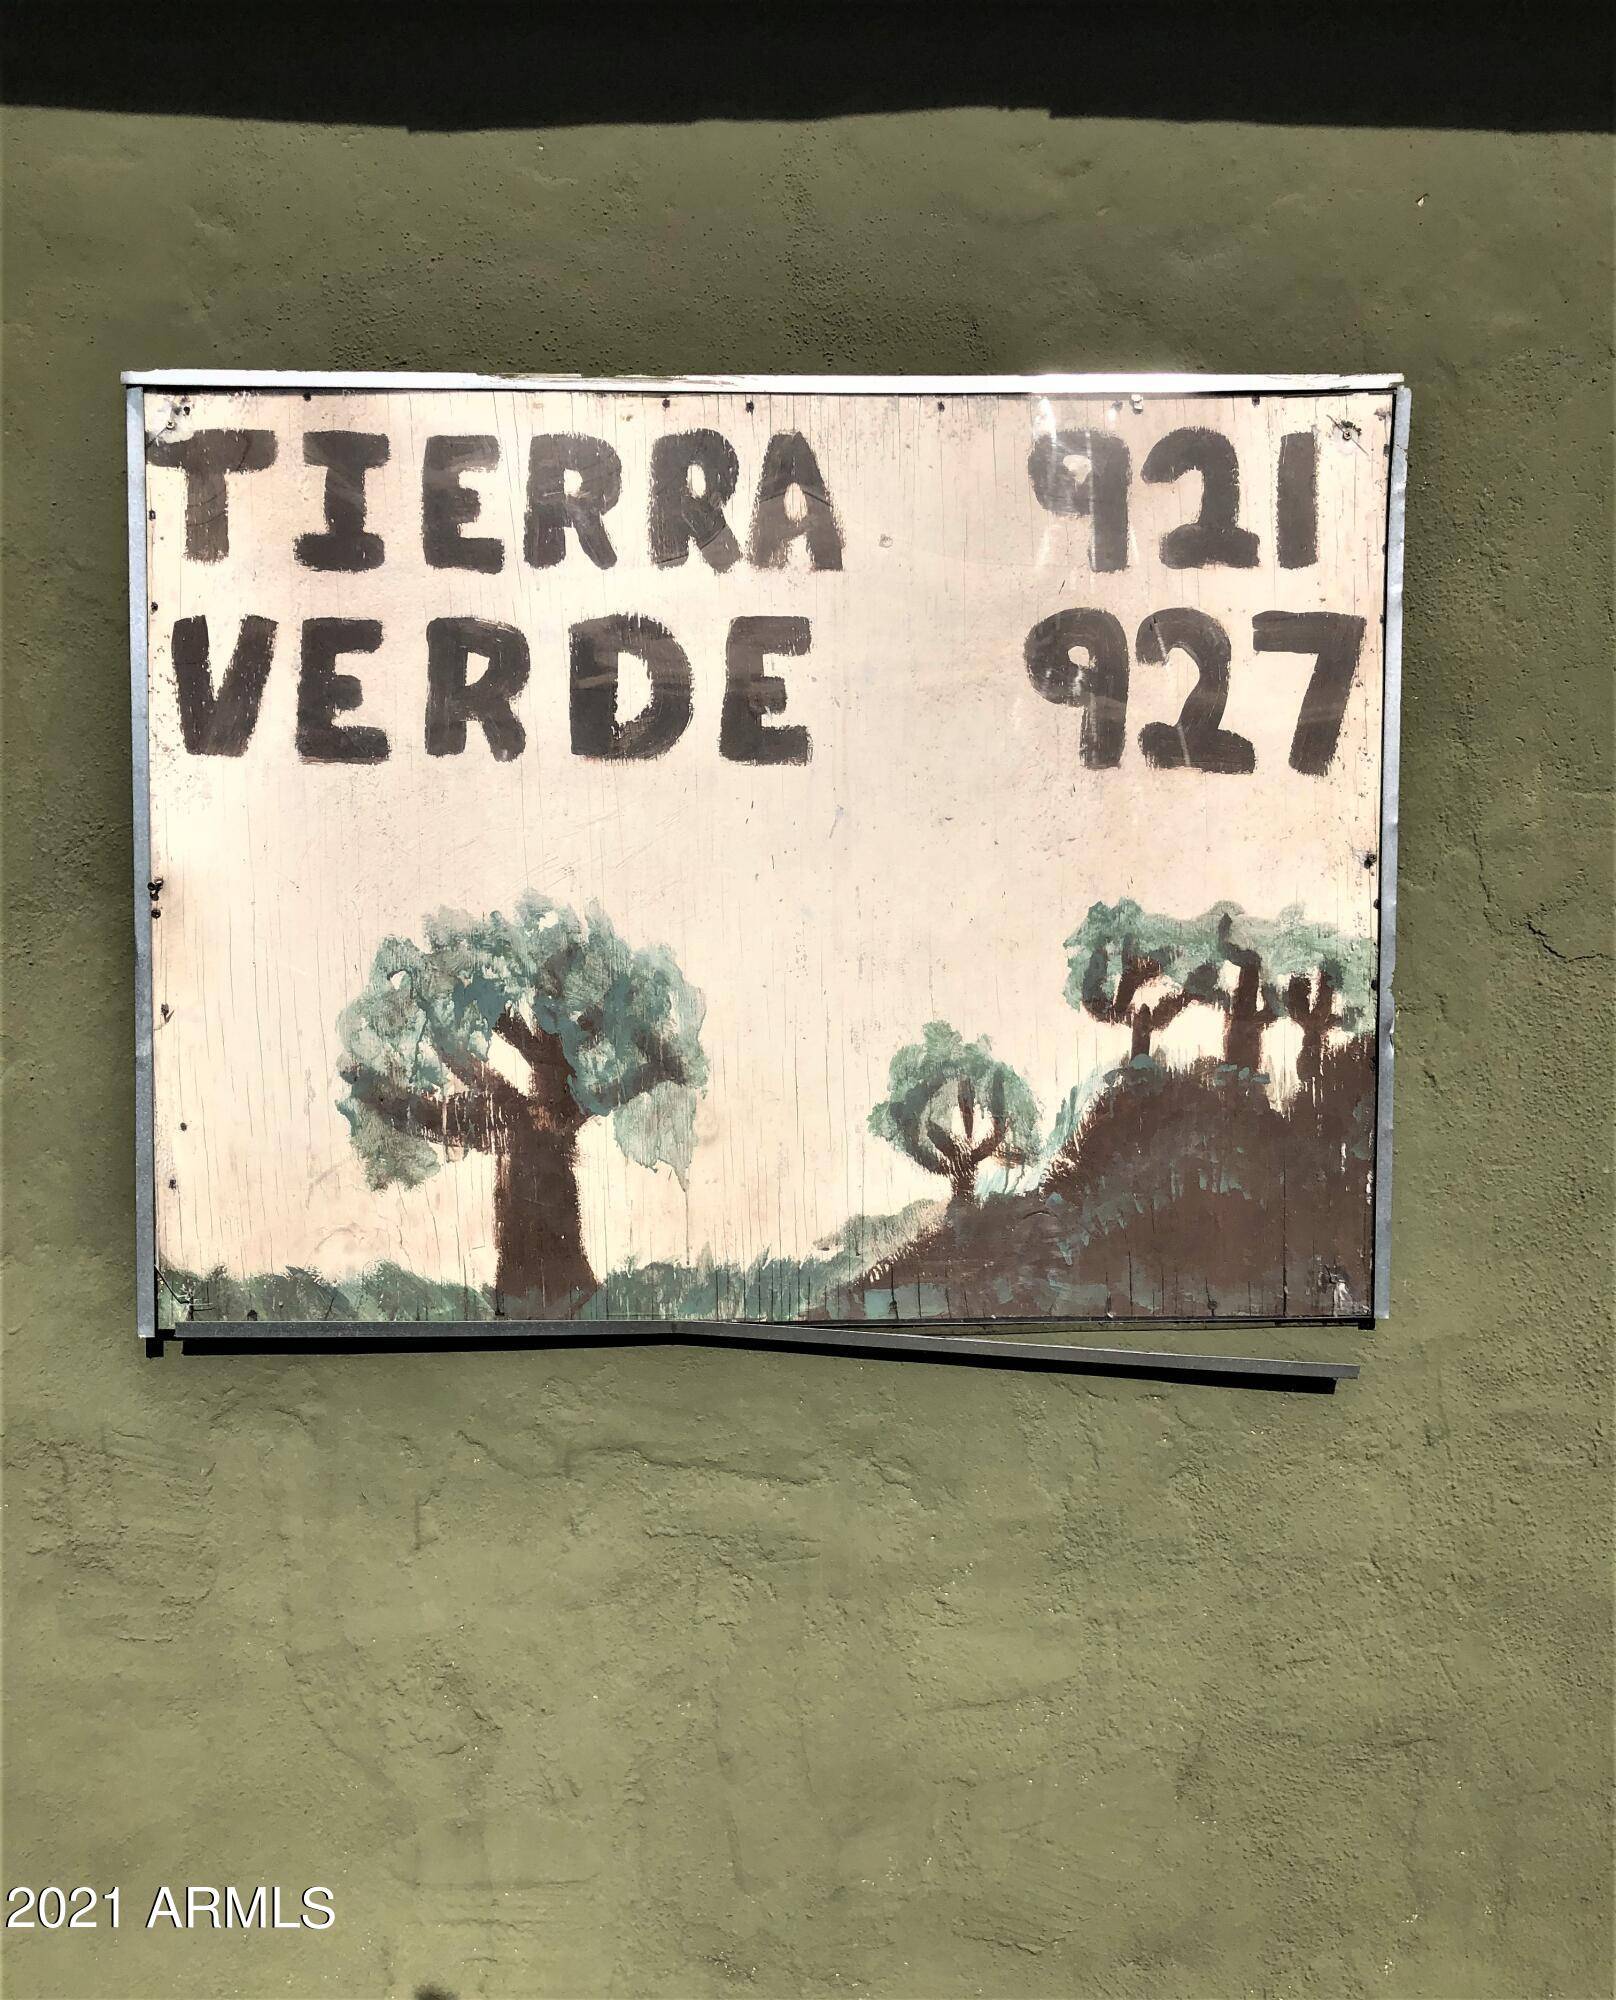 TIERRA 921
VERDE 927
2021 ARMLS